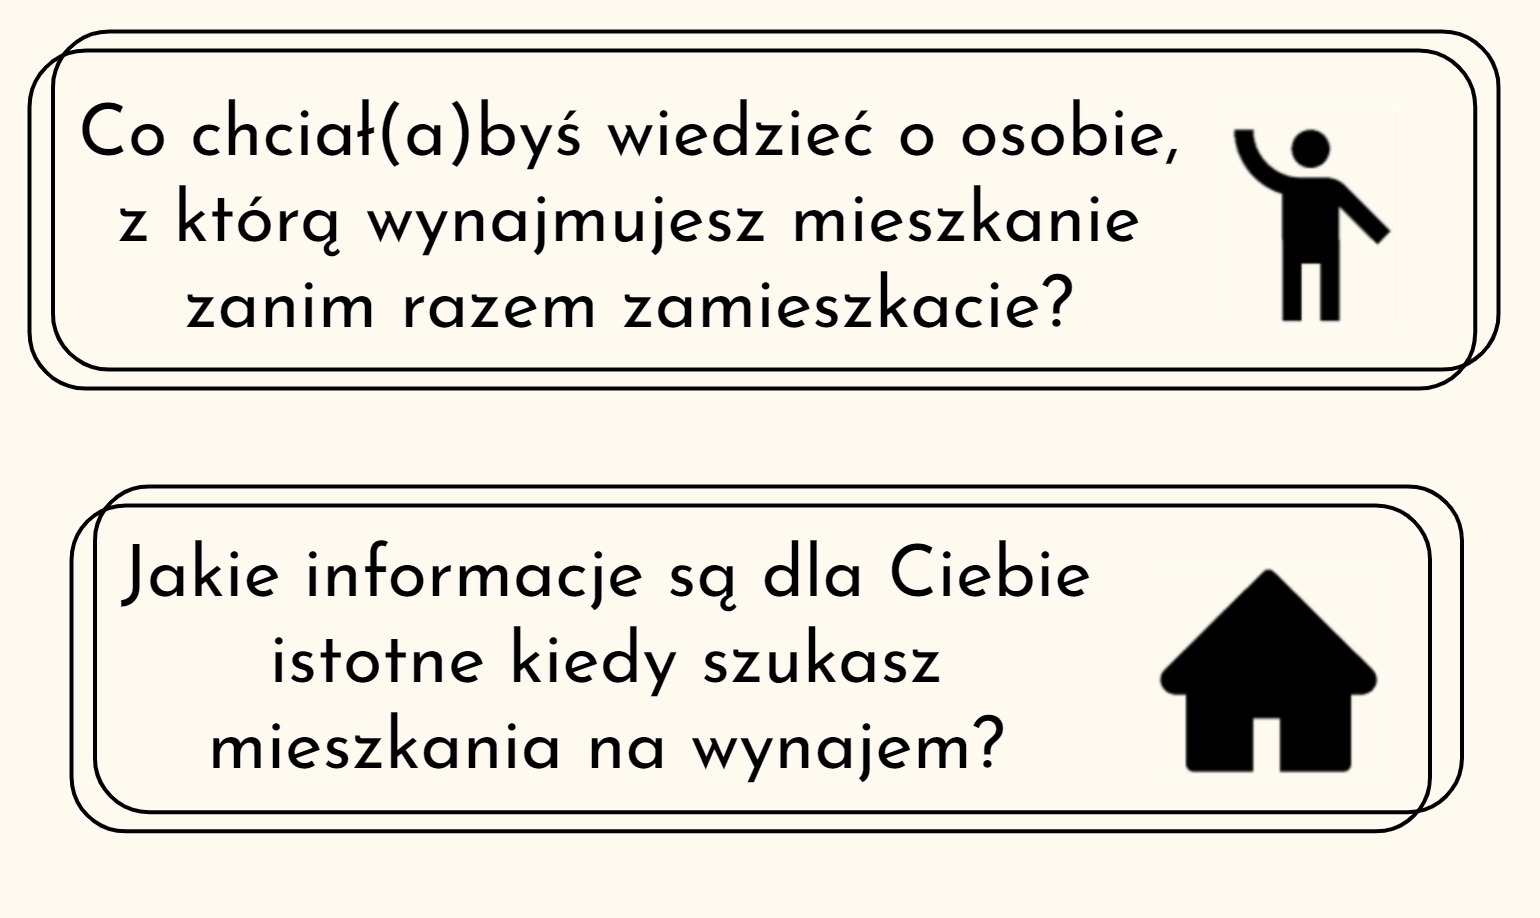 Co chciał(a)byś wiedzieć o osobie,
z którą wynajmujesz mieszkanie
zanim razem zamieszkacie?
Jakie informacje są dla Ciebie
istotne kiedy szukasz
mieszkania na wynajem?